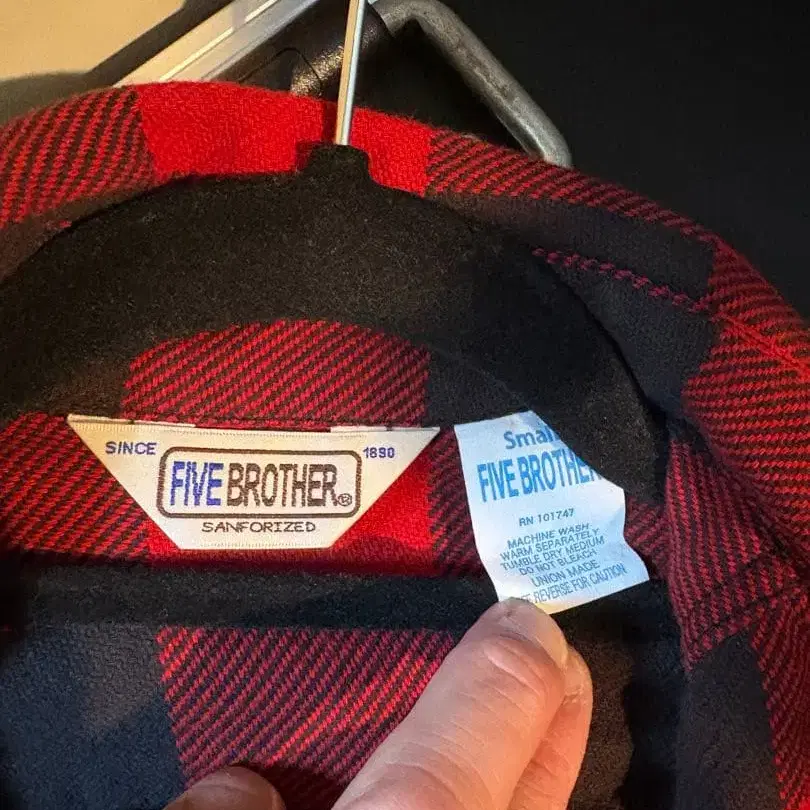 SINCE 1890
FIVE BROTHER®
SANFORIZED
Small
FIVE BROTHER
RN 101747
MACHINE WASH
WARM SEPARATELY
TUMBLE DRY MEDIUM
DO NOT BLEACH
UNION MADE
REVERSE FOR CAUTION